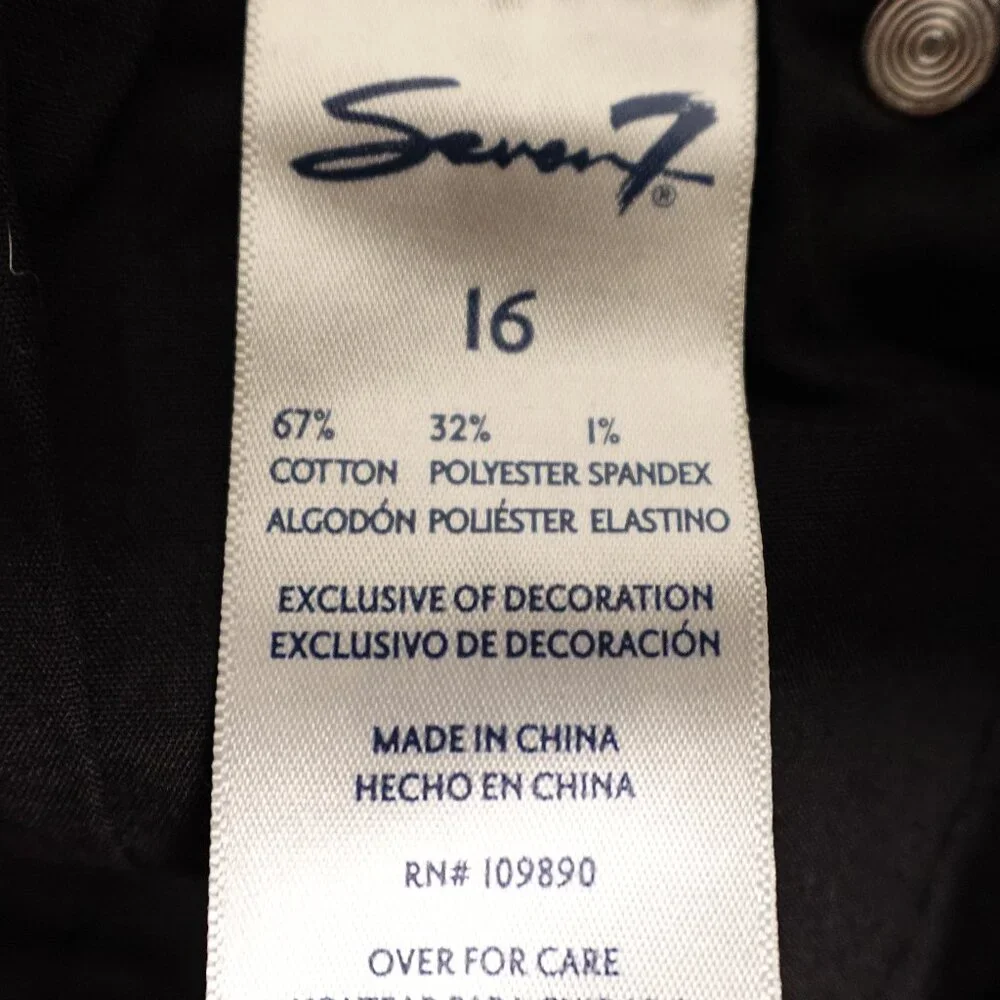 Seven7®
16
67% 32% 1%
COTTON POLYESTER SPANDEX
ALGODÓN POLIÉSTER ELASTINO
EXCLUSIVE OF DECORATION
EXCLUSIVO DE DECORACIÓN
MADE IN CHINA
HECHO EN CHINA
RN# 109890
OVER FOR CARE